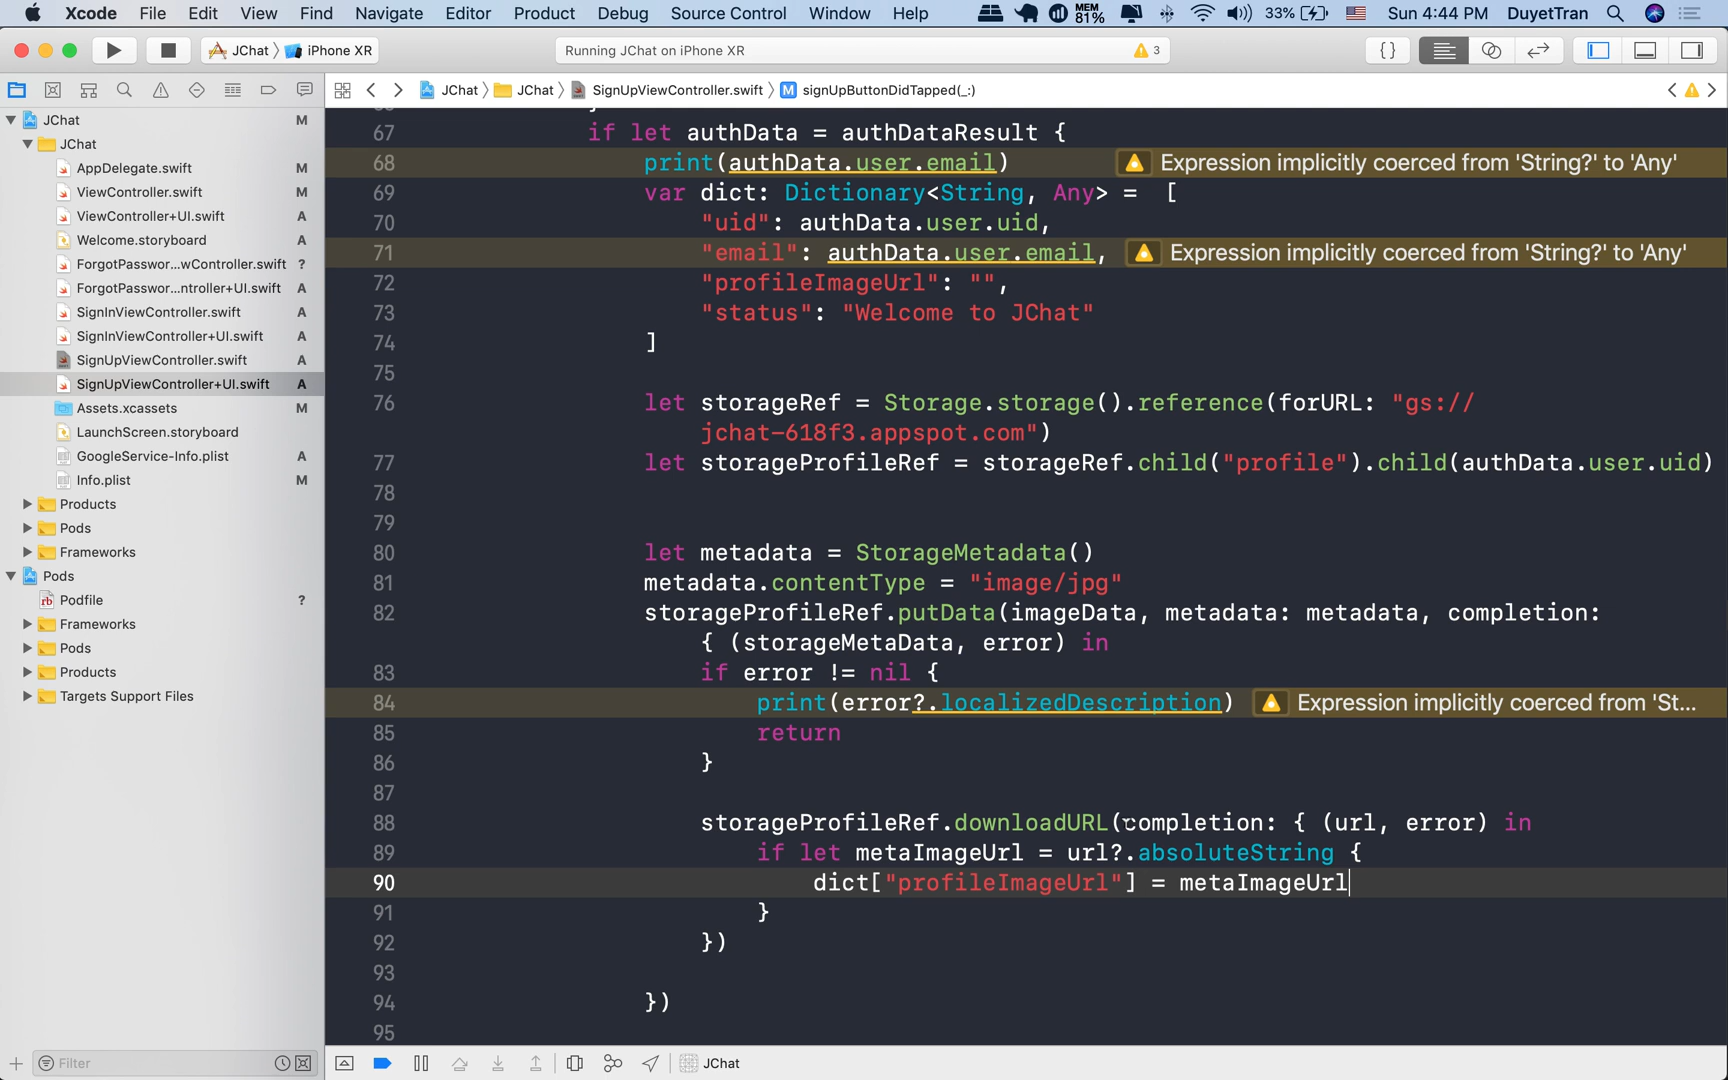 Xcode File Edit View Find Navigate Editor Product Debug Source Control Window Help MEM 81% 33% Sun 4:44 PM DuyetTran
JChat iPhone XR Running JChat on iPhone XR 3 {}
JChat JChat SignUpViewController.swift M signUpButtonDidTapped(_:)
JChat M
JChat
AppDelegate.swift M
ViewController.swift M
ViewController+UI.swift A
Welcome.storyboard A
ForgotPasswor...wController.swift ?
ForgotPasswor...ntroller+UI.swift A
SignInViewController.swift A
SignInViewController+UI.swift A
SignUpViewController.swift A
SignUpViewController+UI.swift A
Assets.xcassets M
LaunchScreen.storyboard
GoogleService-Info.plist A
Info.plist M
Products
Pods
Frameworks
Pods
rb Podfile ?
Frameworks
Pods
Products
Targets Support Files
Filter
67 if let authData = authDataResult {
68 print(authData.user.email) Expression implicitly coerced from 'String?' to 'Any'
69 var dict: Dictionary<String, Any> =  [
70 "uid": authData.user.uid,
71 "email": authData.user.email, Expression implicitly coerced from 'String?' to 'Any'
72 "profileImageUrl": "",
73 "status": "Welcome to JChat"
74 ]
75
76 let storageRef = Storage.storage().reference(forURL: "gs://
jchat-618f3.appspot.com")
77 let storageProfileRef = storageRef.child("profile").child(authData.user.uid)
78
79
80 let metadata = StorageMetadata()
81 metadata.contentType = "image/jpg"
82 storageProfileRef.putData(imageData, metadata: metadata, completion:
{ (storageMetaData, error) in
83 if error != nil {
84 print(error?.localizedDescription) Expression implicitly coerced from 'St...
85 return
86 }
87
88 storageProfileRef.downloadURL(completion: { (url, error) in
89 if let metaImageUrl = url?.absoluteString {
90 dict["profileImageUrl"] = metaImageUrl
91 }
92 })
93
94 })
95
JChat